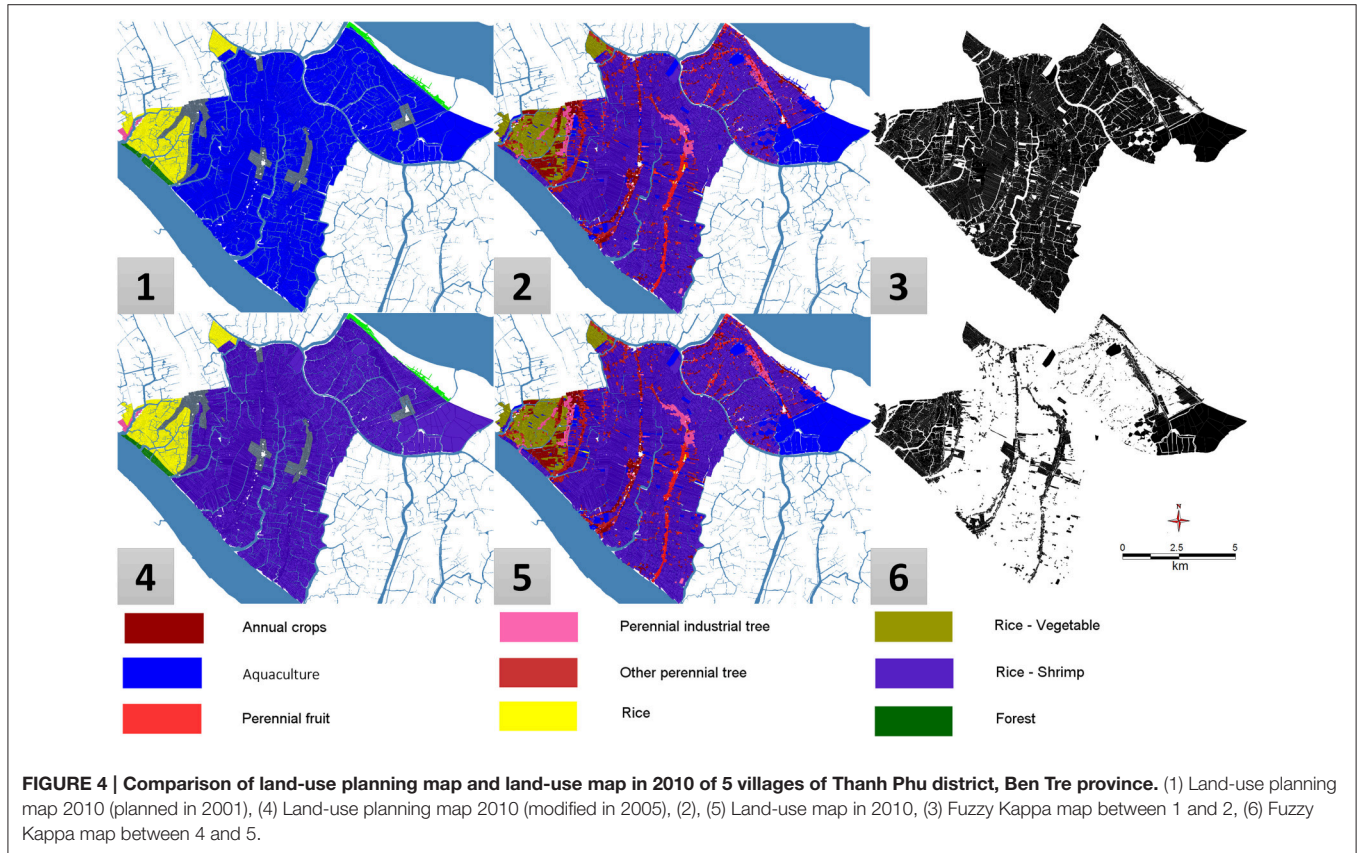 1
2
3
4
5
6
N
0 2.5 5
km
Annual crops
Perennial industrial tree
Rice - Vegetable
Aquaculture
Other perennial tree
Rice - Shrimp
Perennial fruit
Rice
Forest
FIGURE 4 | Comparison of land-use planning map and land-use map in 2010 of 5 villages of Thanh Phu district, Ben Tre province. (1) Land-use planning
map 2010 (planned in 2001), (4) Land-use planning map 2010 (modified in 2005), (2), (5) Land-use map in 2010, (3) Fuzzy Kappa map between 1 and 2, (6) Fuzzy
Kappa map between 4 and 5.